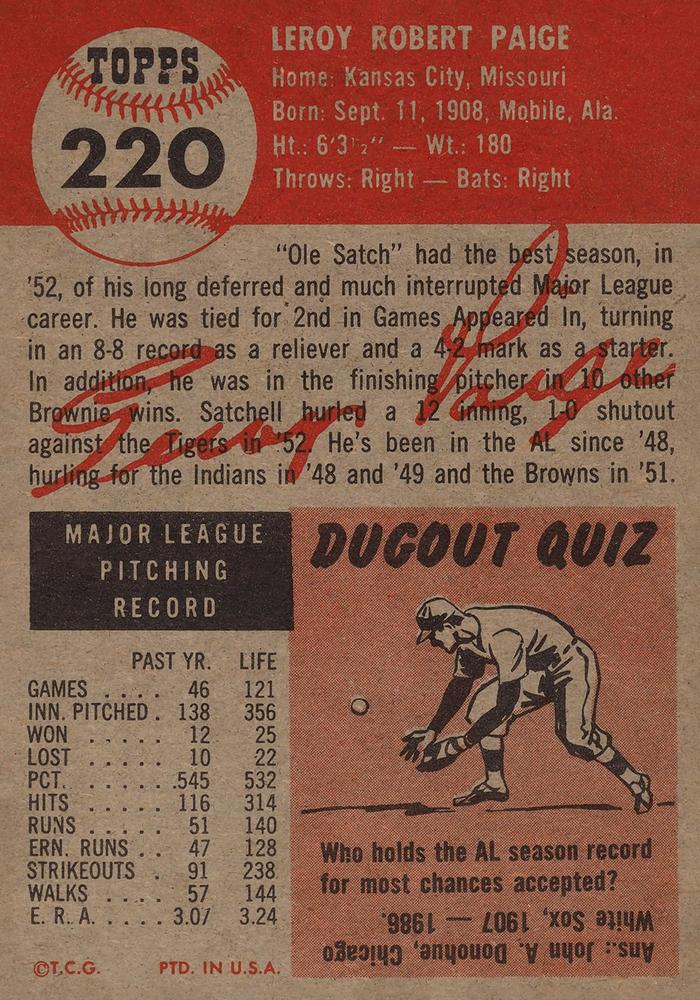 TOPPS
220
LEROY ROBERT PAIGE
Home: Kansas City, Missouri
Born: Sept. 11, 1908, Mobile, Ala.
Ht.: 6'3½" — Wt.: 180
Throws: Right — Bats: Right
"Ole Satch" had the best season, in
'52, of his long deferred and much interrupted Major League
career. He was tied for 2nd in Games Appeared In, turning
in an 8-8 record as a reliever and a 4-2 mark as a starter.
In addition, he was in the finishing pitcher in 10 other
Brownie wins. Satchell hurled a 12 inning, 1-0 shutout
against the Tigers in '52. He's been in the AL since '48,
hurling for the Indians in '48 and '49 and the Browns in '51.
MAJOR LEAGUE
PITCHING
RECORD
PAST YR. LIFE
GAMES . . . . 46 121
INN. PITCHED . 138 356
WON . . . . . 12 25
LOST . . . . . 10 22
PCT. . . . . . .545 532
HITS . . . . . 116 314
RUNS . . . . . 51 140
ERN. RUNS . . 47 128
STRIKEOUTS . 91 238
WALKS . . . . 57 144
E. R. A. . . . . 3.07 3.24
©T.C.G. PTD. IN U.S.A.
DUGOUT QUIZ
Who holds the AL season record
for most chances accepted?
Ans.: John A. Donohue, Chicago
White Sox, 1907 — 1986.